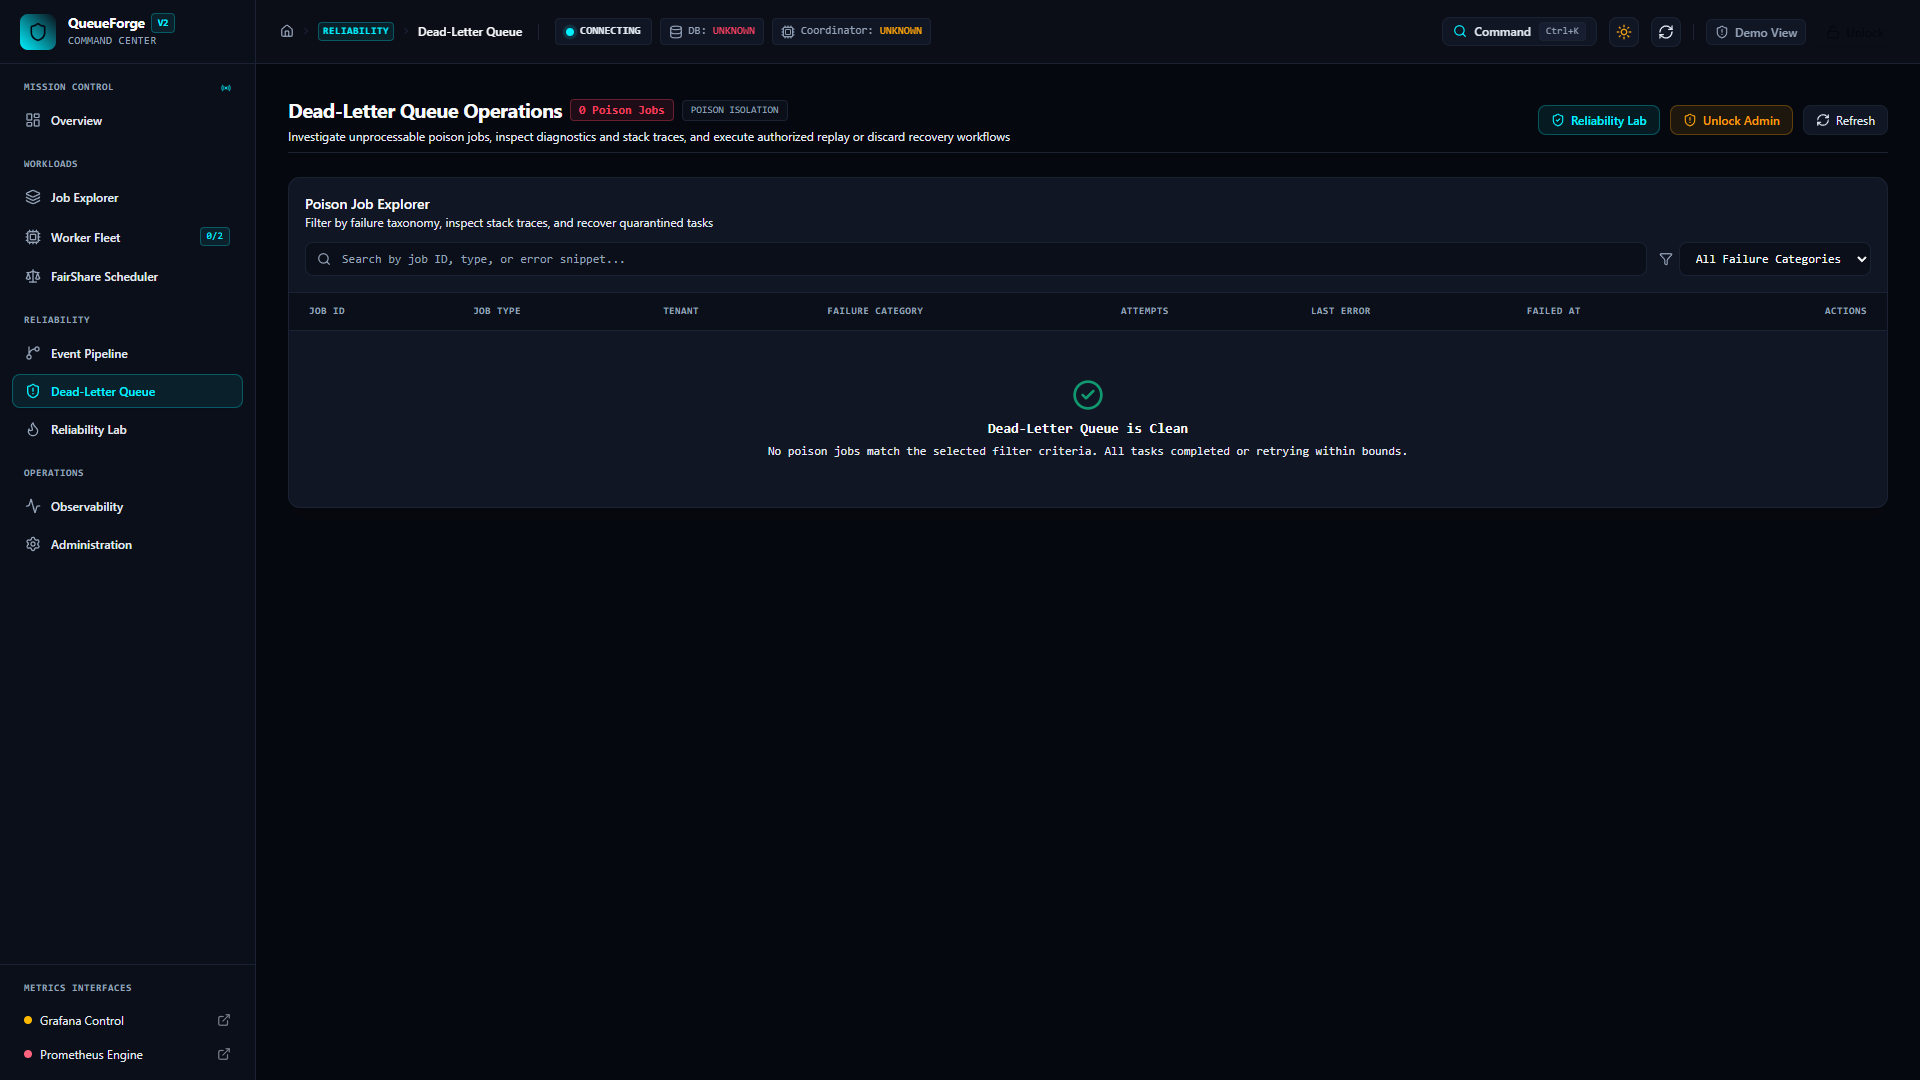 QueueForge V2
COMMAND CENTER
MISSION CONTROL
Overview
WORKLOADS
Job Explorer
Worker Fleet 0/2
FairShare Scheduler
RELIABILITY
Event Pipeline
Dead-Letter Queue
Reliability Lab
OPERATIONS
Observability
Administration
METRICS INTERFACES
Grafana Control
Prometheus Engine
RELIABILITY Dead-Letter Queue CONNECTING DB: UNKNOWN Coordinator: UNKNOWN Command Ctrl+K Demo View
Dead-Letter Queue Operations 0 Poison Jobs POISON ISOLATION
Investigate unprocessable poison jobs, inspect diagnostics and stack traces, and execute authorized replay or discard recovery workflows
Reliability Lab Unlock Admin Refresh
Poison Job Explorer
Filter by failure taxonomy, inspect stack traces, and recover quarantined tasks
Search by job ID, type, or error snippet... All Failure Categories
JOB ID JOB TYPE TENANT FAILURE CATEGORY ATTEMPTS LAST ERROR FAILED AT ACTIONS
Dead-Letter Queue is Clean
No poison jobs match the selected filter criteria. All tasks completed or retrying within bounds.